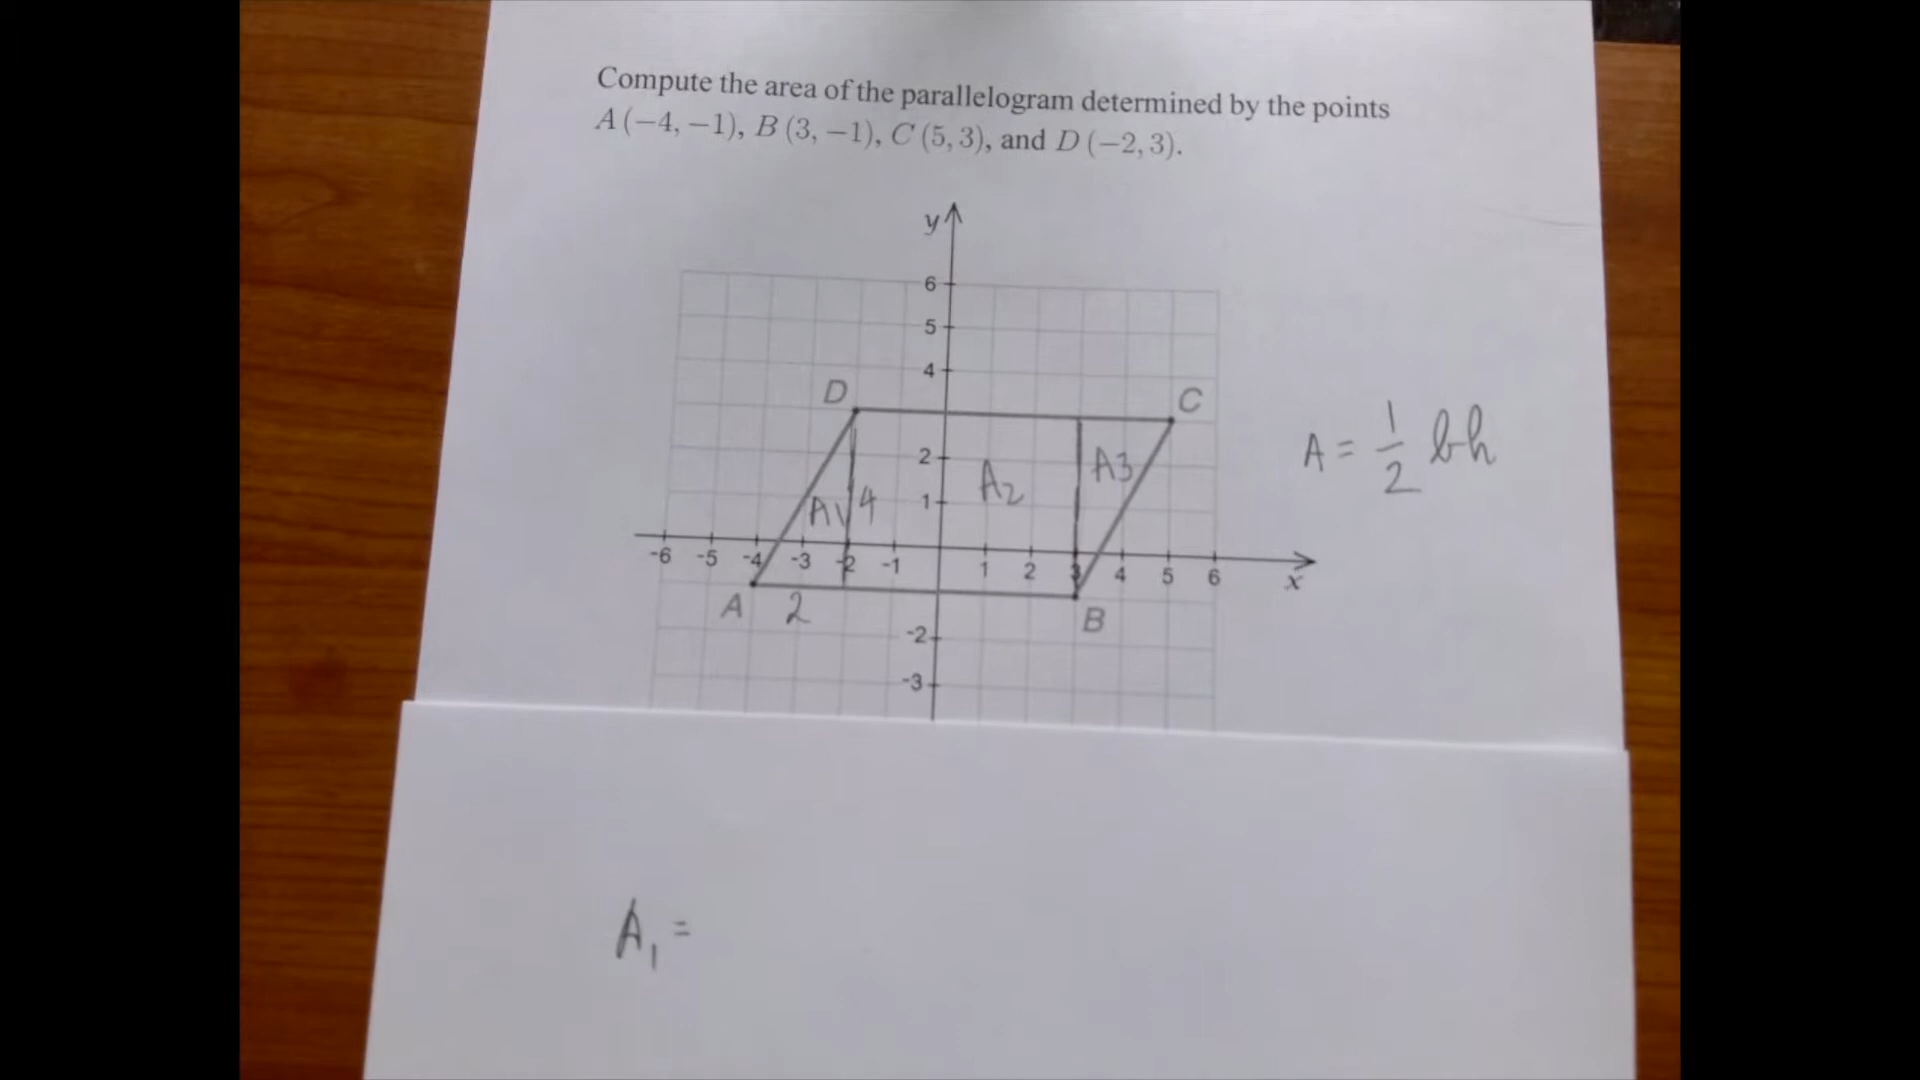 Compute the area of the parallelogram determined by the points
A (−4, −1), B (3, −1), C (5, 3), and D (−2, 3).
y
6
5
4
D
C
A = 1/2 bh
2
A3
A2
A1
4
1
-6 -5 -4 -3 -2 -1 1 2 3 4 5 6
x
A
2
B
-2
-3
A₁ =